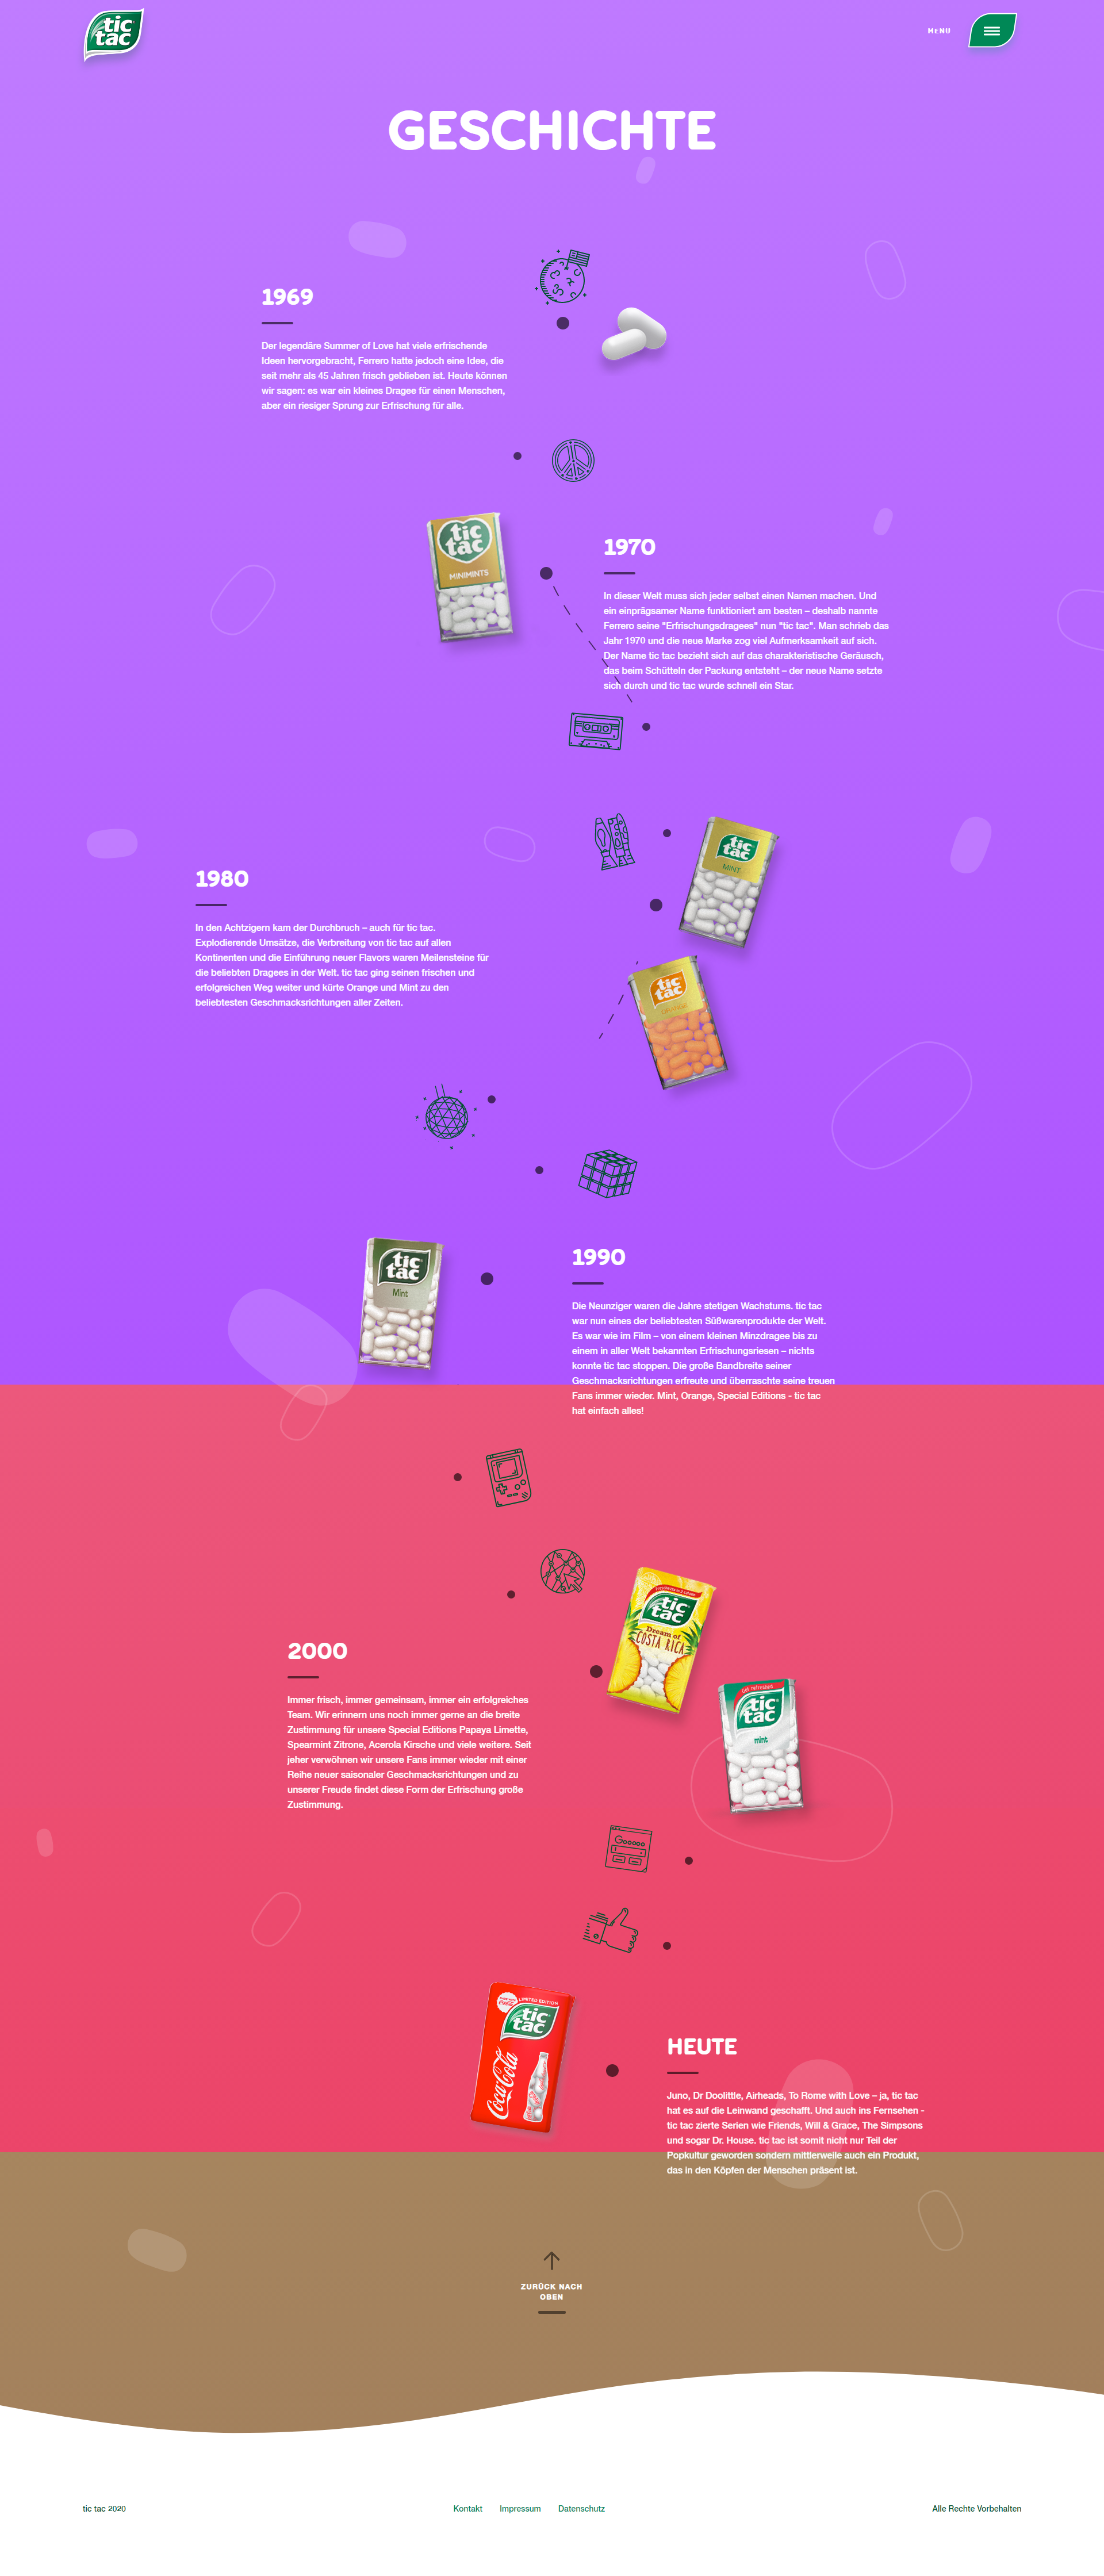 tic
tac
MENU
GESCHICHTE
1969
Der legendäre Summer of Love hat viele erfrischende
Ideen hervorgebracht, Ferrero hatte jedoch eine Idee, die
seit mehr als 45 Jahren frisch geblieben ist. Heute können
wir sagen: es war ein kleines Dragee für einen Menschen,
aber ein riesiger Sprung zur Erfrischung für alle.
tic
tac
MINIMINTS
1970
In dieser Welt muss sich jeder selbst einen Namen machen. Und
ein einprägsamer Name funktioniert am besten – deshalb nannte
Ferrero seine "Erfrischungsdragees" nun "tic tac". Man schrieb das
Jahr 1970 und die neue Marke zog viel Aufmerksamkeit auf sich.
Der Name tic tac bezieht sich auf das charakteristische Geräusch,
das beim Schütteln der Packung entsteht – der neue Name setzte
sich durch und tic tac wurde schnell ein Star.
tic
tac
MINT
1980
In den Achtzigern kam der Durchbruch – auch für tic tac.
Explodierende Umsätze, die Verbreitung von tic tac auf allen
Kontinenten und die Einführung neuer Flavors waren Meilensteine für
die beliebten Dragees in der Welt. tic tac ging seinen frischen und
erfolgreichen Weg weiter und kürte Orange und Mint zu den
beliebtesten Geschmacksrichtungen aller Zeiten.
tic
tac
tic
tac
Mint
1990
Die Neunziger waren die Jahre stetigen Wachstums. tic tac
war nun eines der beliebtesten Süßwarenprodukte der Welt.
Es war wie im Film – von einem kleinen Minzdragee bis zu
einem in aller Welt bekannten Erfrischungsriesen – nichts
konnte tic tac stoppen. Die große Bandbreite seiner
Geschmacksrichtungen erfreute und überraschte seine treuen
Fans immer wieder. Mint, Orange, Special Editions - tic tac
hat einfach alles!
tic
tac
Dream of
COSTA RICA
2000
Immer frisch, immer gemeinsam, immer ein erfolgreiches
Team. Wir erinnern uns noch immer gerne an die breite
Zustimmung für unsere Special Editions Papaya Limette,
Spearmint Zitrone, Acerola Kirsche und viele weitere. Seit
jeher verwöhnen wir unsere Fans immer wieder mit einer
Reihe neuer saisonaler Geschmacksrichtungen und zu
unserer Freude findet diese Form der Erfrischung große
Zustimmung.
tic
tac
mint
Gooooo
LIMITED EDITION
tic
tac
Coca-Cola
HEUTE
Juno, Dr Doolittle, Airheads, To Rome with Love – ja, tic tac
hat es auf die Leinwand geschafft. Und auch ins Fernsehen -
tic tac zierte Serien wie Friends, Will & Grace, The Simpsons
und sogar Dr. House. tic tac ist somit nicht nur Teil der
Popkultur geworden sondern mittlerweile auch ein Produkt,
das in den Köpfen der Menschen präsent ist.
ZURÜCK NACH
OBEN
tic tac 2020
Kontakt Impressum Datenschutz
Alle Rechte Vorbehalten